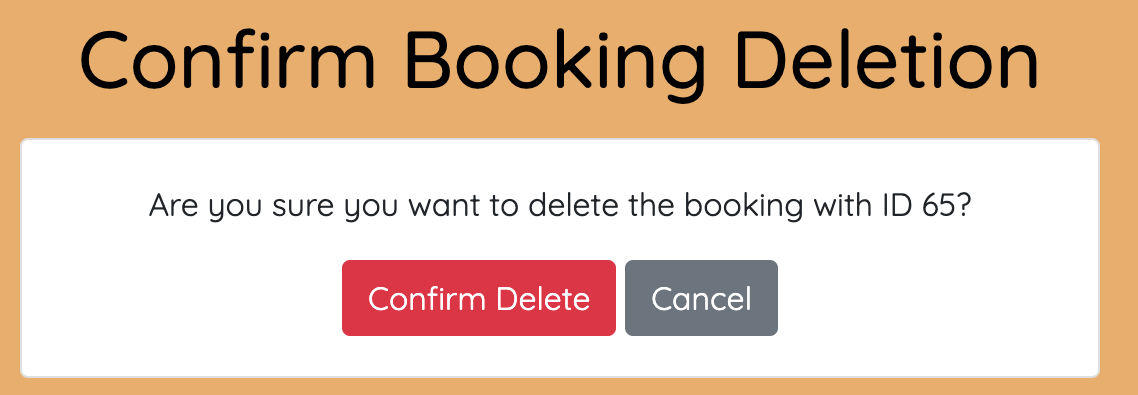 Confirm Booking Deletion
Are you sure you want to delete the booking with ID 65?
Confirm Delete
Cancel